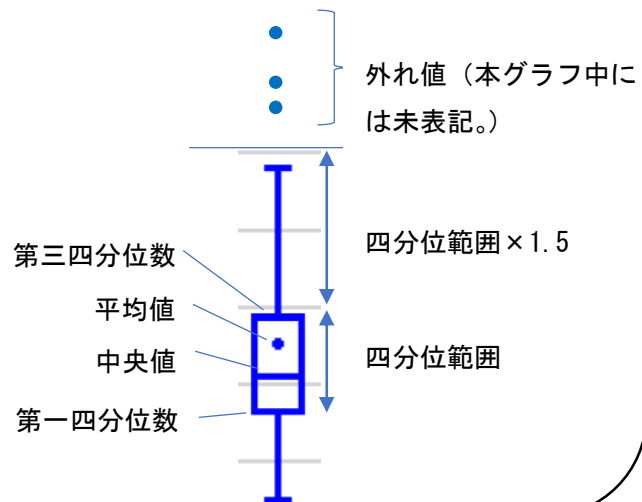 外れ値（本グラフ中に
は未表記。）
四分位範囲×1.5
第三四分位数
平均値
中央値
四分位範囲
第一四分位数